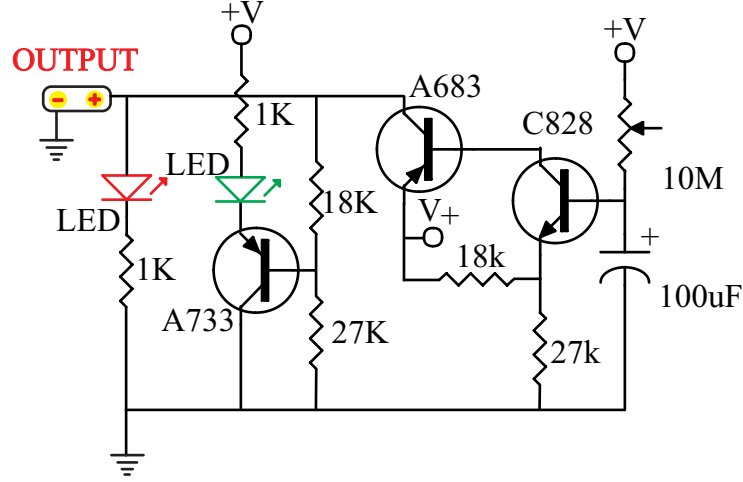 +V
+V
OUTPUT
- +
A683
1K
C828
LED
10M
18K
V+
LED
+
18k
1K
100uF
A733
27K
27k